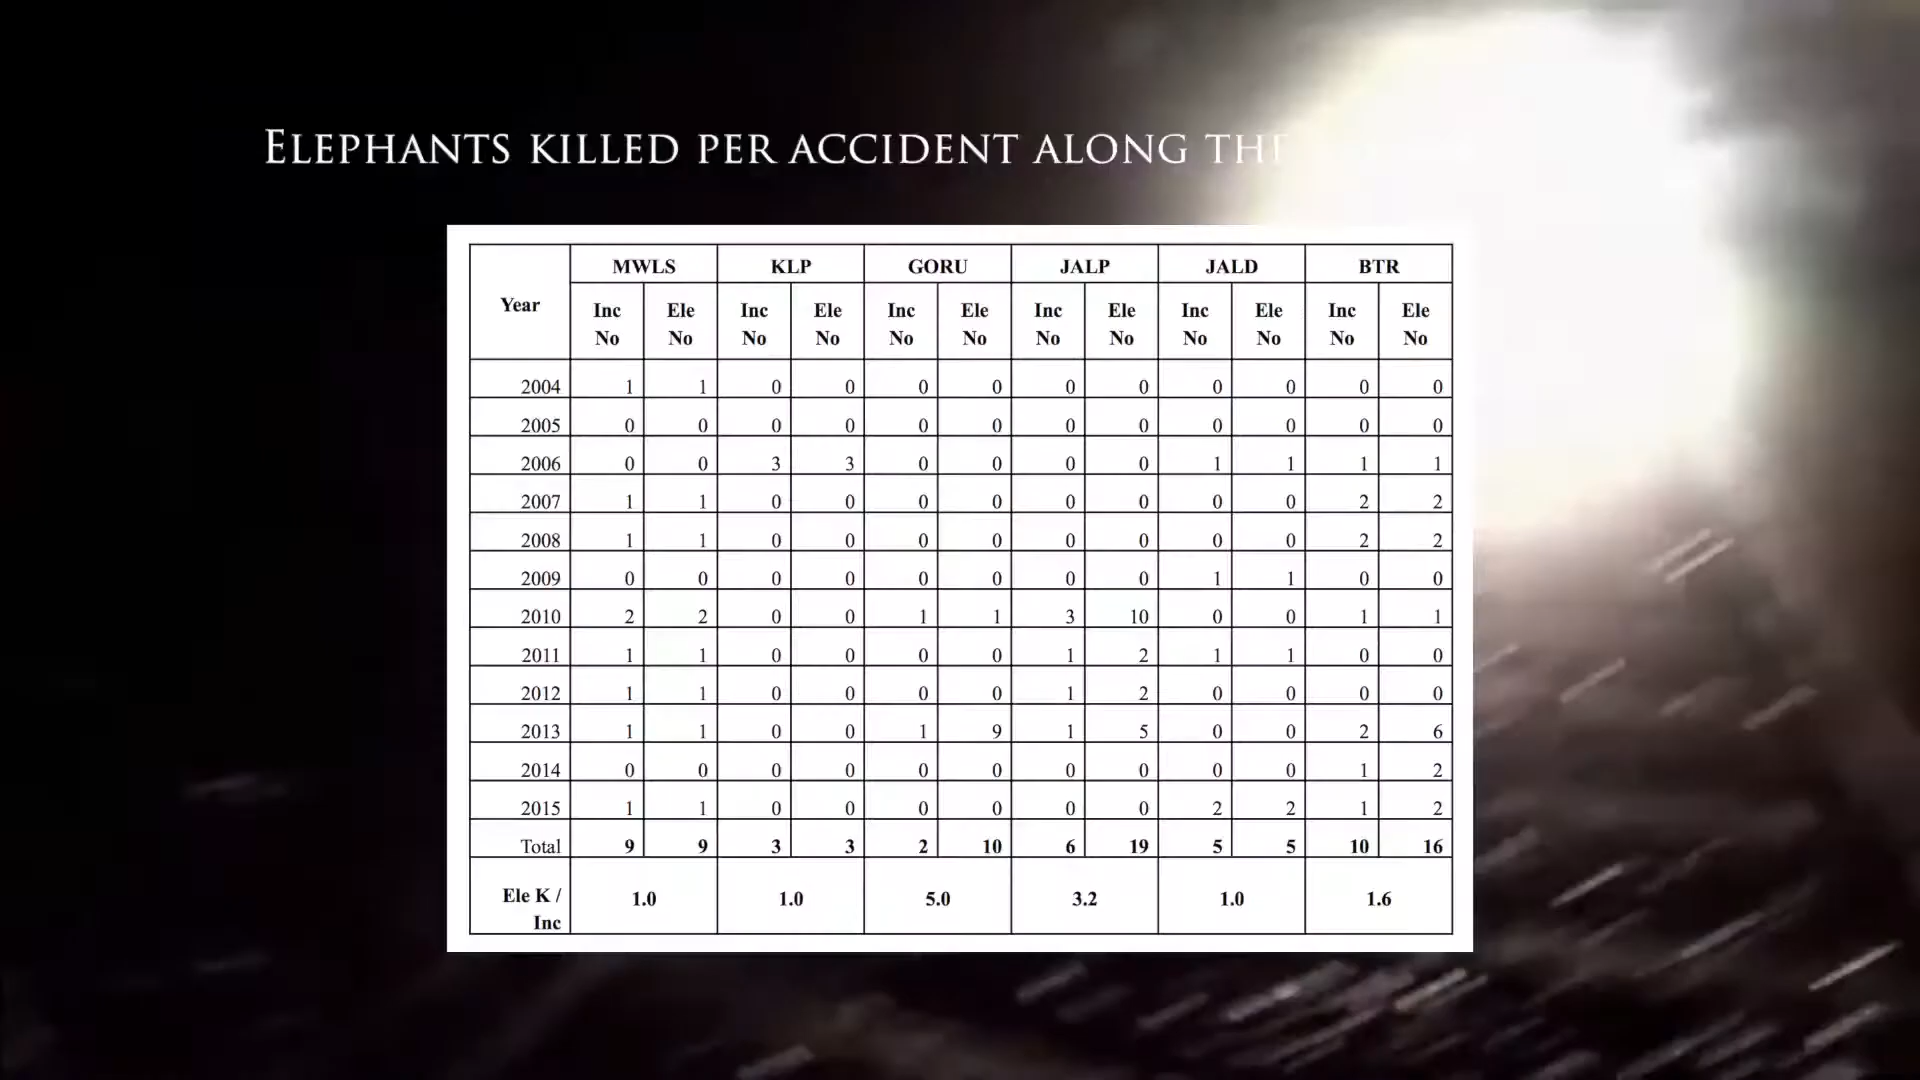 ELEPHANTS KILLED PER ACCIDENT ALONG THE
Year MWLS KLP GORU JALP JALD BTR
Inc No Ele No Inc No Ele No Inc No Ele No Inc No Ele No Inc No Ele No Inc No Ele No
2004 1 1 0 0 0 0 0 0 0 0 0 0
2005 0 0 0 0 0 0 0 0 0 0 0 0
2006 0 0 3 3 0 0 0 0 1 1 1 1
2007 1 1 0 0 0 0 0 0 0 0 2 2
2008 1 1 0 0 0 0 0 0 0 0 2 2
2009 0 0 0 0 0 0 0 0 1 1 0 0
2010 2 2 0 0 1 1 3 10 0 0 1 1
2011 1 1 0 0 0 0 1 2 1 1 0 0
2012 1 1 0 0 0 0 1 2 0 0 0 0
2013 1 1 0 0 1 9 1 5 0 0 2 6
2014 0 0 0 0 0 0 0 0 0 0 1 2
2015 1 1 0 0 0 0 0 0 2 2 1 2
Total 9 9 3 3 2 10 6 19 5 5 10 16
Ele K / Inc 1.0 1.0 5.0 3.2 1.0 1.6